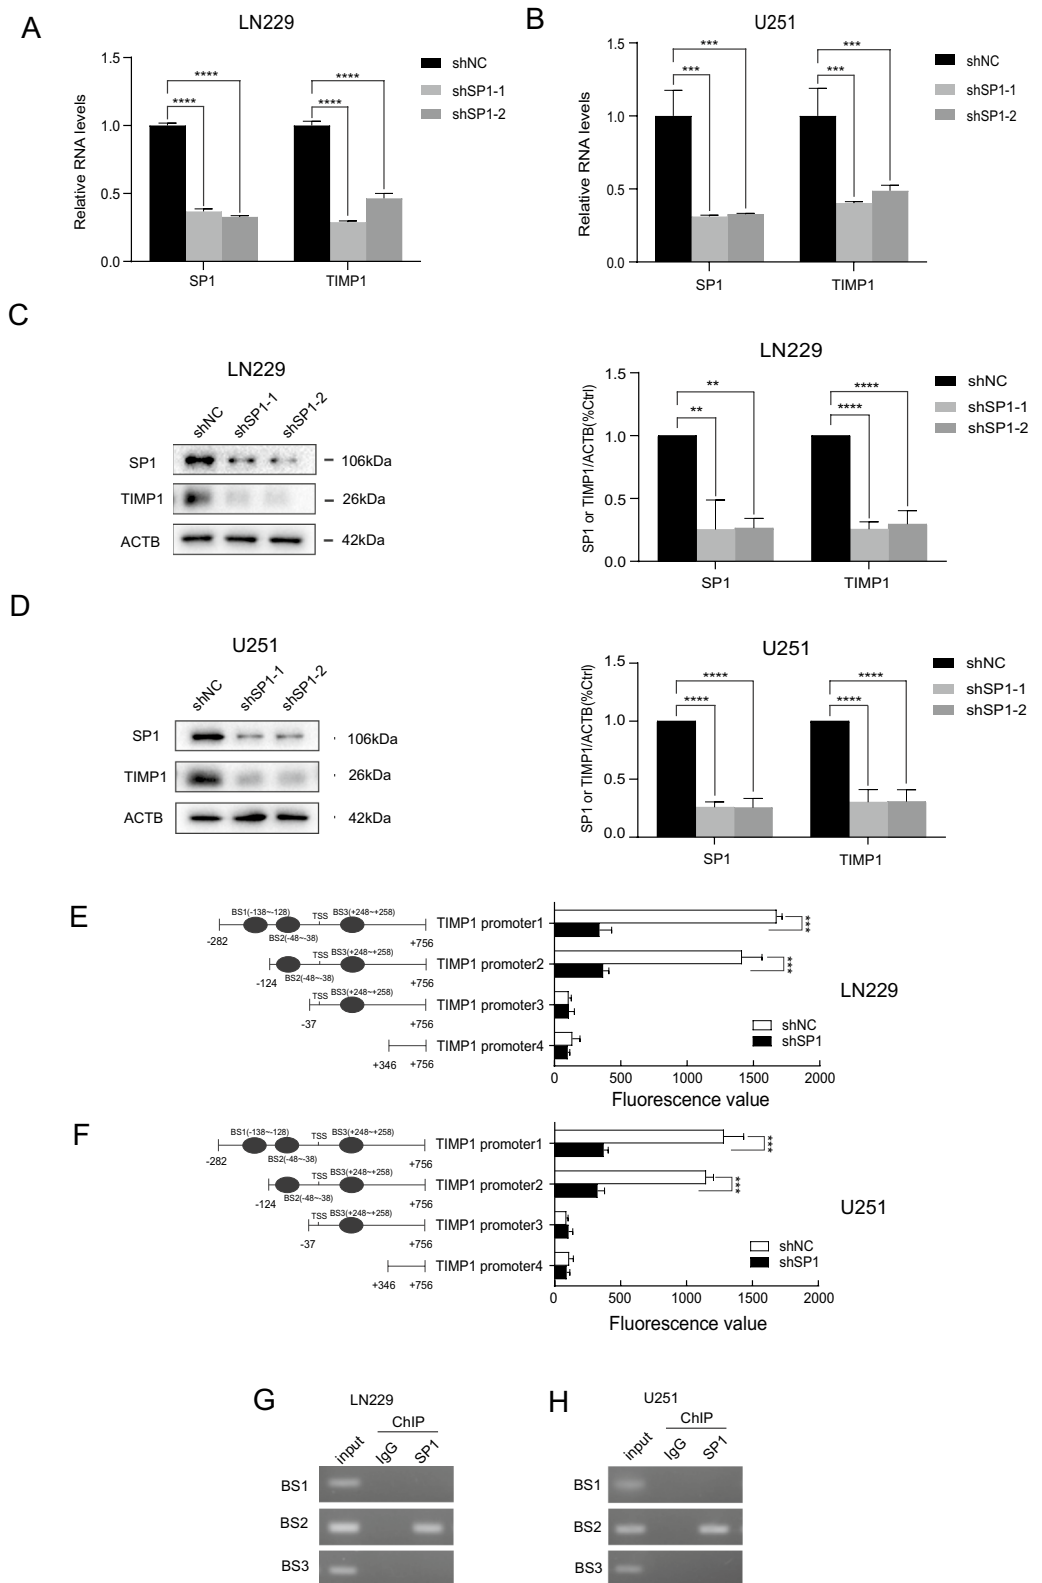 A
LN229
Relative RNA levels
1.5
1.0
0.5
0.0
****
****
****
****
SP1
TIMP1
shNC
shSP1-1
shSP1-2
B
U251
Relative RNA levels
1.5
1.0
0.5
0.0
***
***
***
***
SP1
TIMP1
shNC
shSP1-1
shSP1-2
C
LN229
shNC
shSP1-1
shSP1-2
SP1
106kDa
TIMP1
26kDa
ACTB
42kDa
LN229
SP1 or TIMP1/ACTB(%Ctrl)
1.5
1.0
0.5
0.0
**
**
****
****
SP1
TIMP1
shNC
shSP1-1
shSP1-2
D
U251
shNC
shSP1-1
shSP1-2
SP1
106kDa
TIMP1
26kDa
ACTB
42kDa
U251
SP1 or TIMP1/ACTB(%Ctrl)
1.5
1.0
0.5
0.0
****
****
****
****
SP1
TIMP1
shNC
shSP1-1
shSP1-2
E
BS1(-138~-128)
TSS
BS3(+248~+258)
BS2(-48~-38)
-282
+756
TIMP1 promoter1
***
TSS
BS3(+248~+258)
BS2(-48~-38)
-124
+756
TIMP1 promoter2
***
TSS
BS3(+248~+258)
-37
+756
TIMP1 promoter3
+346
+756
TIMP1 promoter4
LN229
shNC
shSP1
0
500
1000
1500
2000
Fluorescence value
F
BS1(-138~-128)
TSS
BS3(+248~+258)
BS2(-48~-38)
-282
+756
TIMP1 promoter1
***
TSS
BS3(+248~+258)
BS2(-48~-38)
-124
+756
TIMP1 promoter2
***
TSS
BS3(+248~+258)
-37
+756
TIMP1 promoter3
+346
+756
TIMP1 promoter4
U251
shNC
shSP1
0
500
1000
1500
2000
Fluorescence value
G
LN229
ChIP
input
IgG
SP1
BS1
BS2
BS3
H
U251
ChIP
input
IgG
SP1
BS1
BS2
BS3